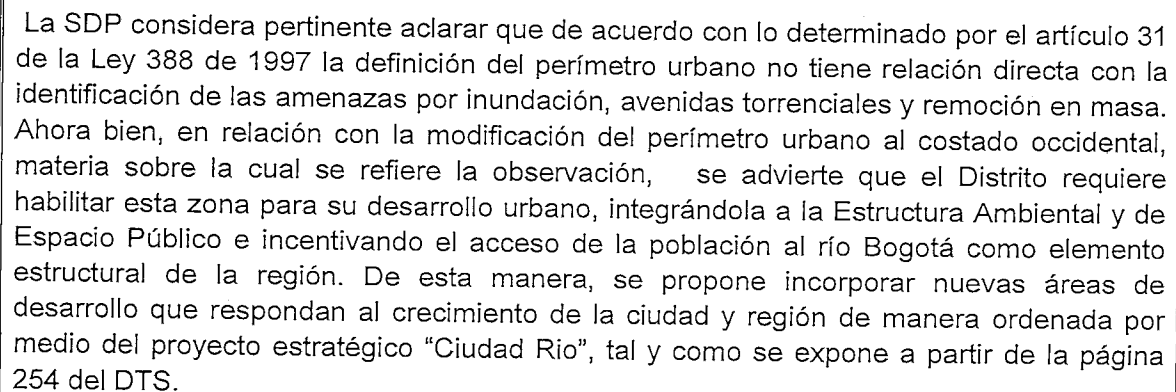 La SDP considera pertinente aclarar que de acuerdo con lo determinado por el artículo 31
de la Ley 388 de 1997 la definición del perímetro urbano no tiene relación directa con la
identificación de las amenazas por inundación, avenidas torrenciales y remoción en masa.
Ahora bien, en relación con la modificación del perímetro urbano al costado occidental,
materia sobre la cual se refiere la observación, se advierte que el Distrito requiere
habilitar esta zona para su desarrollo urbano, integrándola a la Estructura Ambiental y de
Espacio Público e incentivando el acceso de la población al río Bogotá como elemento
estructural de la región. De esta manera, se propone incorporar nuevas áreas de
desarrollo que respondan al crecimiento de la ciudad y región de manera ordenada por
medio del proyecto estratégico “Ciudad Rio”, tal y como se expone a partir de la página
254 del DTS.